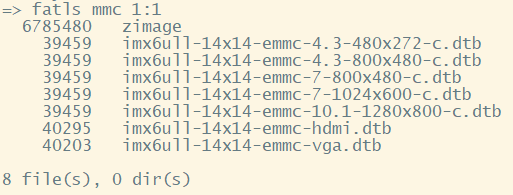 => fatls mmc 1:1
6785480 zimage
39459 imx6ull-14x14-emmc-4.3-480x272-c.dtb
39459 imx6ull-14x14-emmc-4.3-800x480-c.dtb
39459 imx6ull-14x14-emmc-7-800x480-c.dtb
39459 imx6ull-14x14-emmc-7-1024x600-c.dtb
39459 imx6ull-14x14-emmc-10.1-1280x800-c.dtb
40295 imx6ull-14x14-emmc-hdmi.dtb
40203 imx6ull-14x14-emmc-vga.dtb
8 file(s), 0 dir(s)